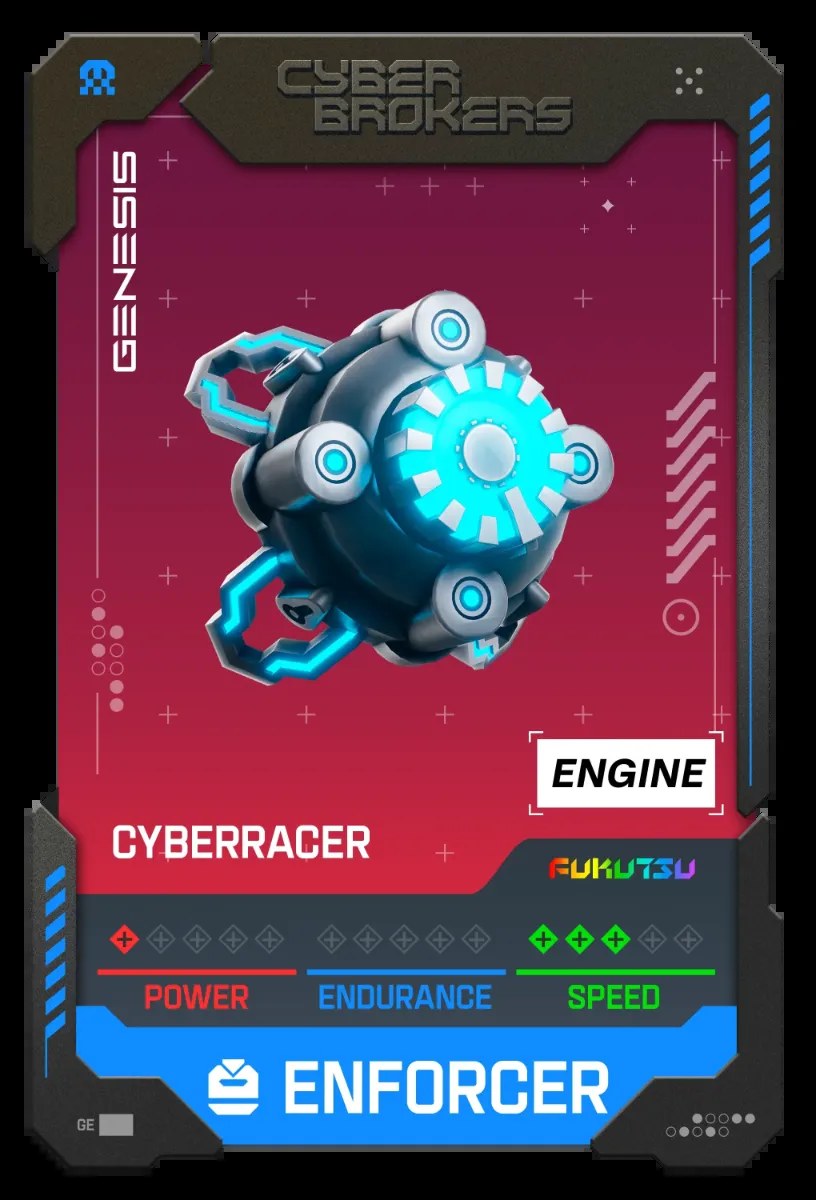 CYBER
BROKERS
GENESIS
ENGINE
CYBERRACER
FUKUTSU
POWER
ENDURANCE
SPEED
ENFORCER
GE